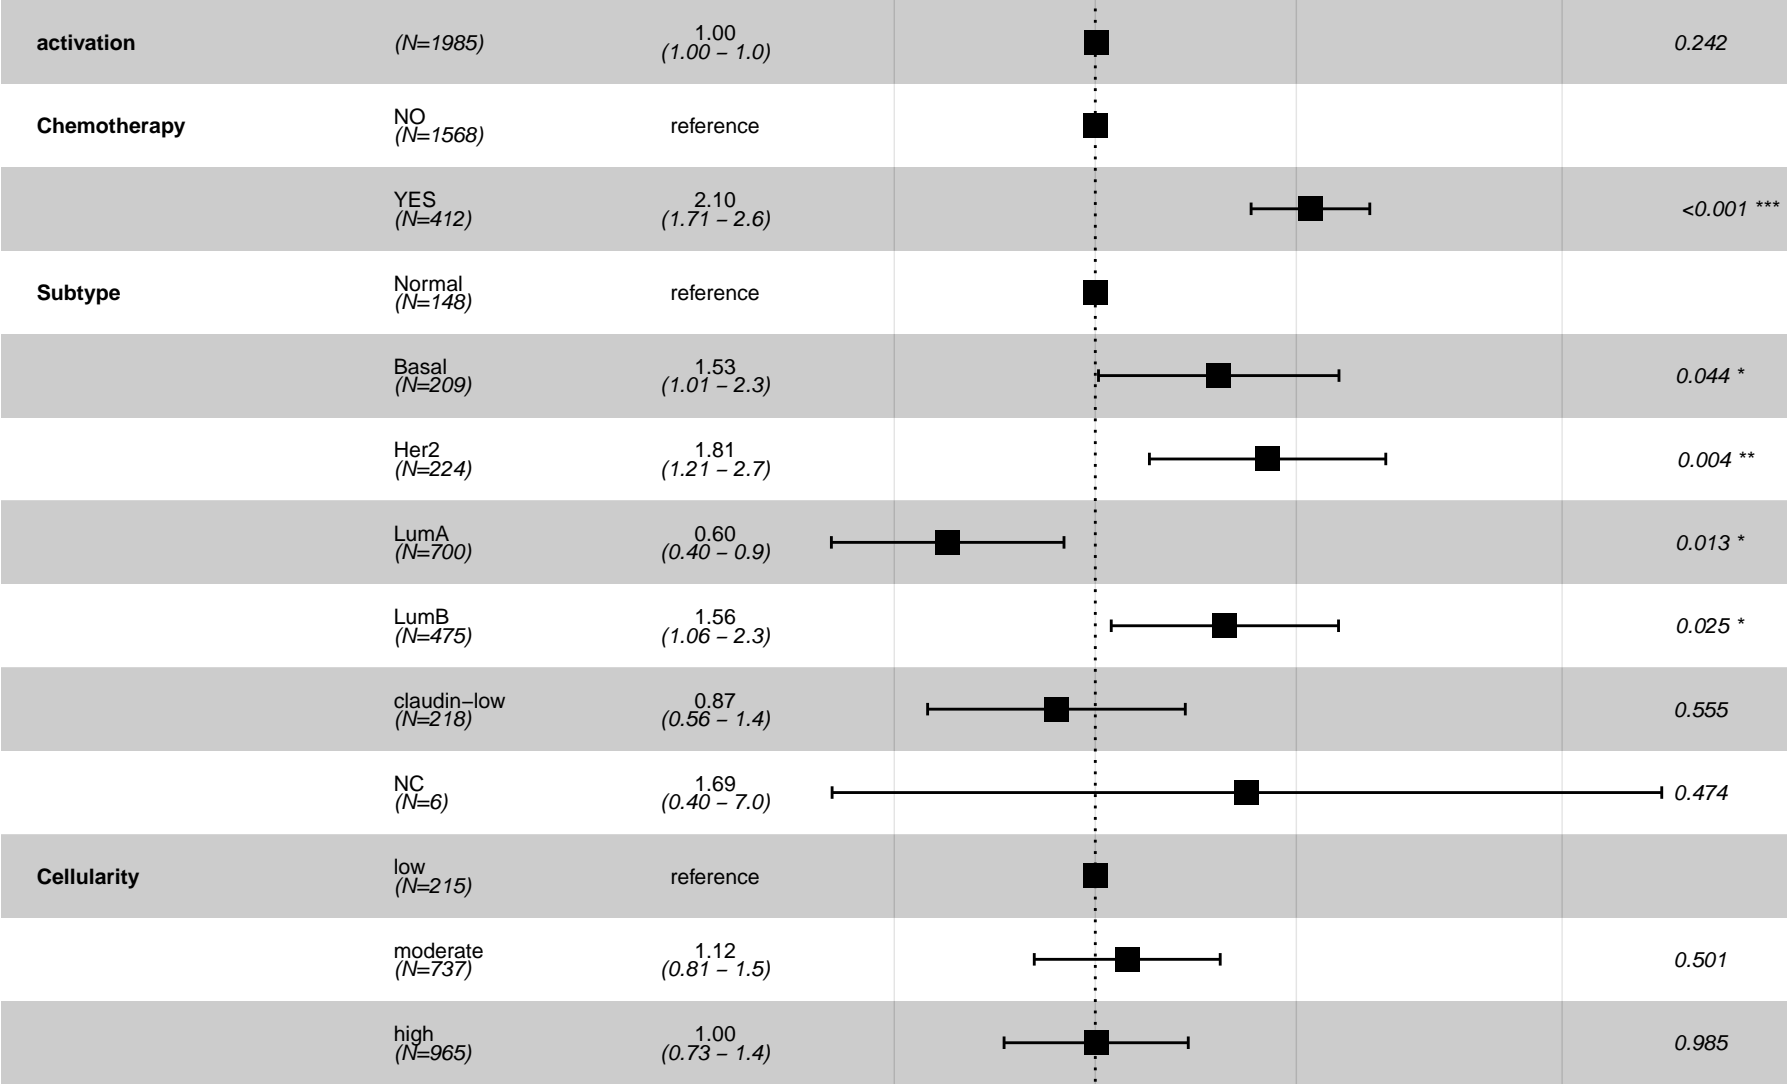 activation (N=1985) 1.00 0.242
(1.00 – 1.0)
Chemotherapy NO reference
(N=1568)
YES 2.10 <0.001 ***
(N=412) (1.71 – 2.6)
Subtype Normal reference
(N=148)
Basal 1.53 0.044 *
(N=209) (1.01 – 2.3)
Her2 1.81 0.004 **
(N=224) (1.21 – 2.7)
LumA 0.60 0.013 *
(N=700) (0.40 – 0.9)
LumB 1.56 0.025 *
(N=475) (1.06 – 2.3)
claudin–low 0.87 0.555
(N=218) (0.56 – 1.4)
NC 1.69 0.474
(N=6) (0.40 – 7.0)
Cellularity low reference
(N=215)
moderate 1.12 0.501
(N=737) (0.81 – 1.5)
high 1.00 0.985
(N=965) (0.73 – 1.4)